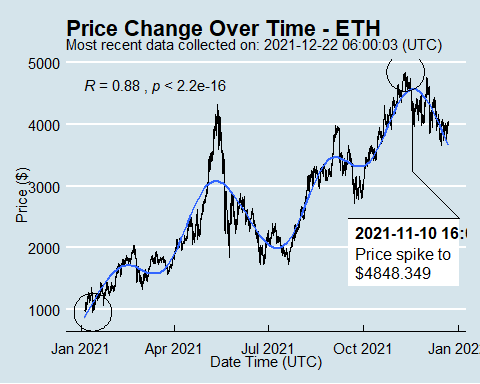 Price Change Over Time - ETH
Most recent data collected on: 2021-12-22 06:00:03 (UTC)
R = 0.88 , p < 2.2e-16
5000
4000
3000
2000
1000
Price ($)
2021-11-10 16:
Price spike to
$4848.349
Jan 2021
Apr 2021
Jul 2021
Oct 2021
Jan 202
Date Time (UTC)